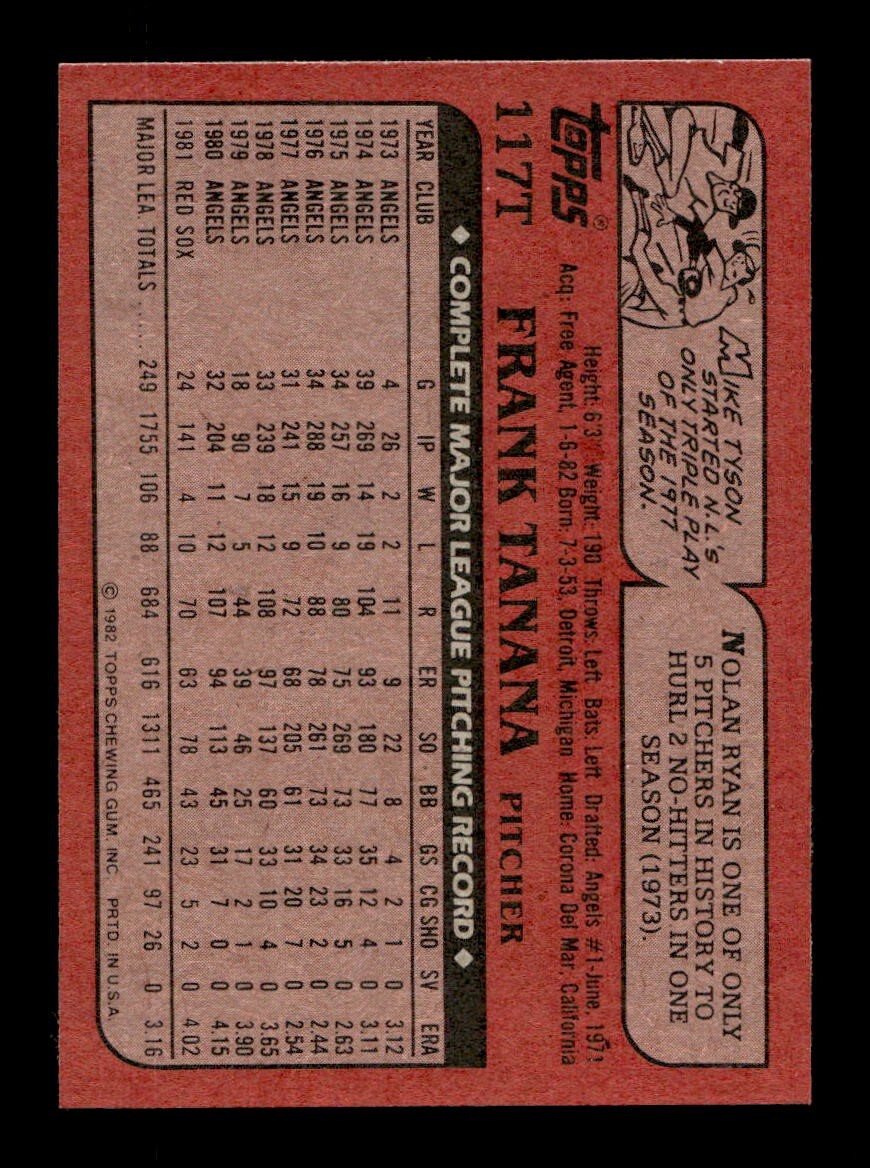 MIKE TYSON
STARTED N.L.'S
ONLY TRIPLE PLAY
OF THE 1977
SEASON.
NOLAN RYAN IS ONE OF ONLY
5 PITCHERS IN HISTORY TO
HURL 2 NO-HITTERS IN ONE
SEASON (1973).
topps®
Height: 6'3" Weight: 190 Throws: Left Bats: Left Drafted: Angels #1-June, 1971
Acq: Free Agent, 1-6-82 Born: 7-3-53, Detroit, Michigan Home: Corona Del Mar, California
117T FRANK TANANA PITCHER
◆ COMPLETE MAJOR LEAGUE PITCHING RECORD ◆
YEAR CLUB G IP W L R ER SO BB GS CG SHO SV ERA
1973 ANGELS 4 26 2 2 11 9 22 8 4 2 1 0 3.12
1974 ANGELS 39 269 14 19 104 93 180 77 35 12 4 0 3.11
1975 ANGELS 34 257 16 9 80 75 269 73 33 16 5 0 2.63
1976 ANGELS 34 288 19 10 88 78 261 73 34 23 2 0 2.44
1977 ANGELS 31 241 15 9 72 68 205 61 31 20 7 0 2.54
1978 ANGELS 33 239 18 12 108 97 137 60 33 10 4 0 3.65
1979 ANGELS 18 90 7 5 44 39 46 25 17 2 1 0 3.90
1980 ANGELS 32 204 11 12 107 94 113 45 31 7 0 0 4.15
1981 RED SOX 24 141 4 10 70 63 78 43 23 5 2 0 4.02
MAJOR LEA TOTALS ..... 249 1755 106 88 684 616 1311 465 241 97 26 0 3.16
© 1982 TOPPS CHEWING GUM, INC. PRTD. IN U.S.A.